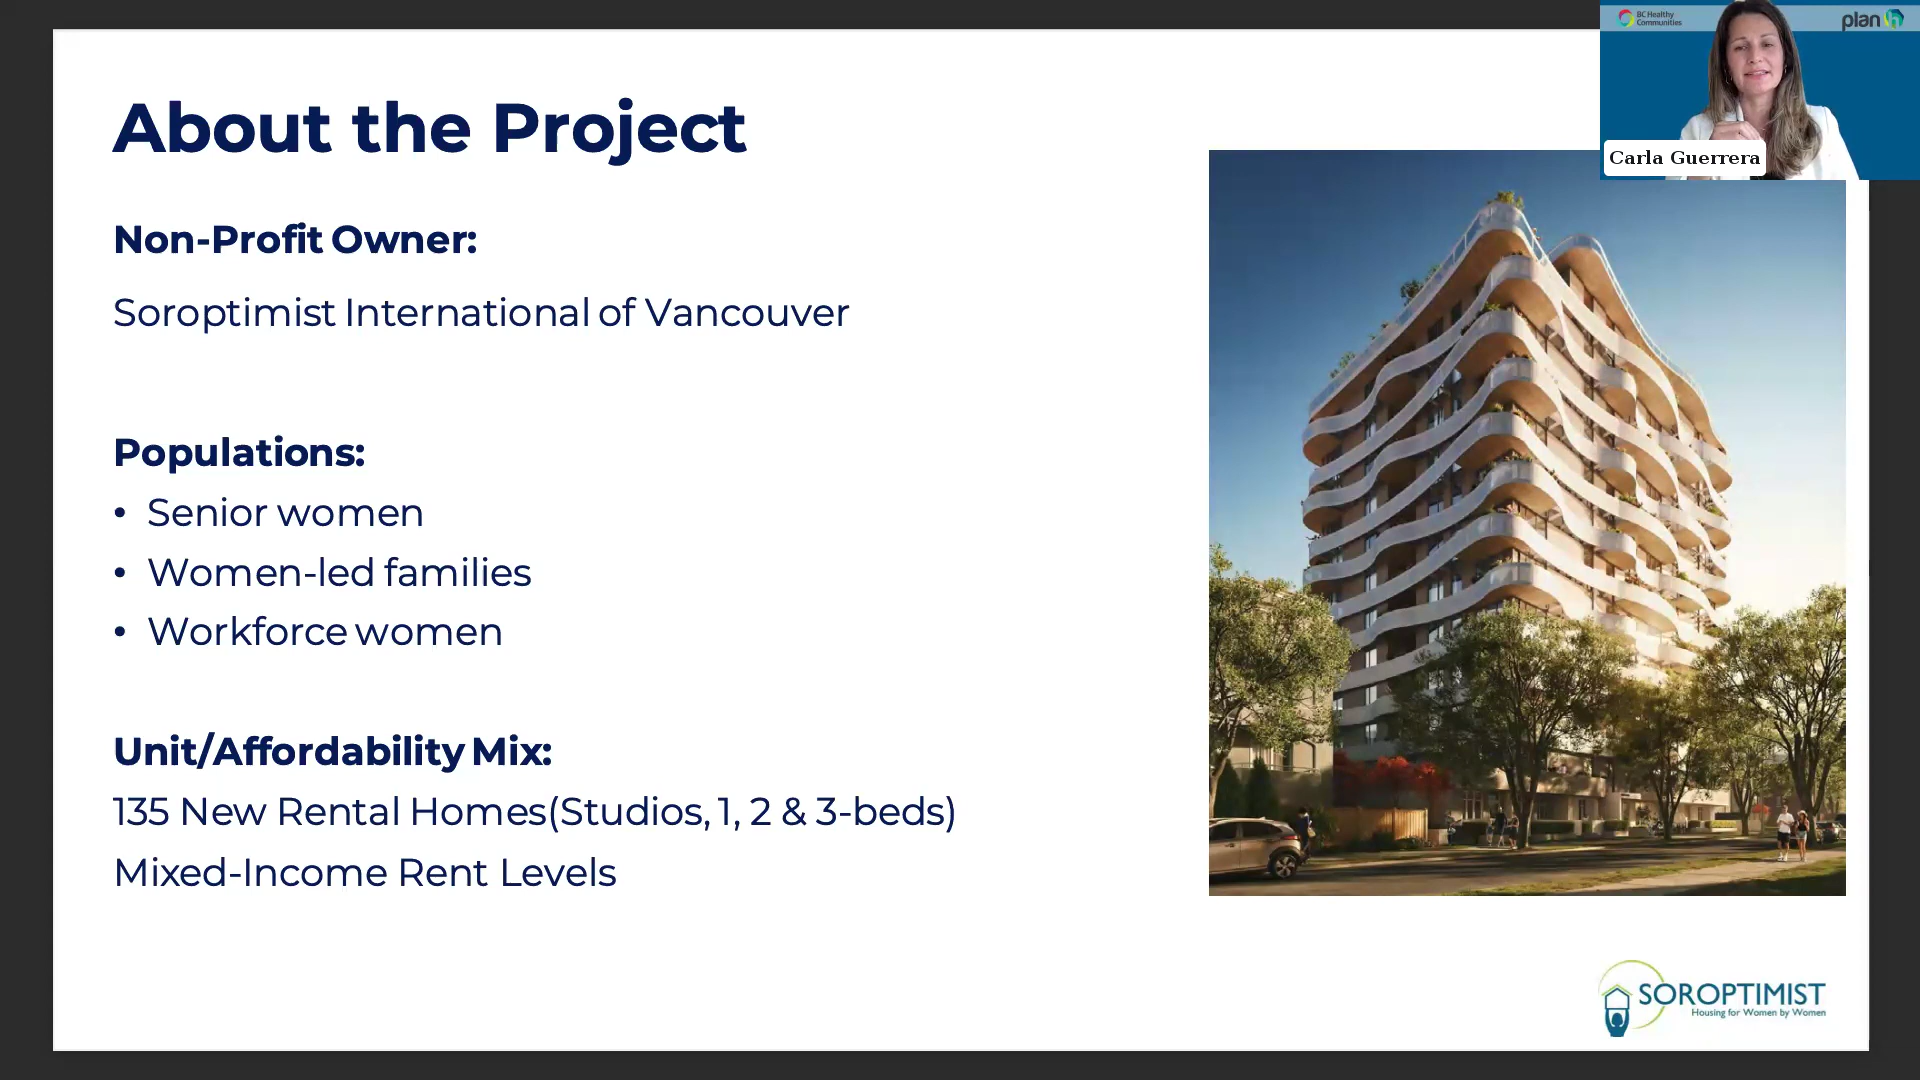 BC Healthy
Communities
plan h
Carla Guerrera
About the Project
Non-Profit Owner:
Soroptimist International of Vancouver
Populations:
• Senior women
• Women-led families
• Workforce women
Unit/Affordability Mix:
135 New Rental Homes(Studios, 1, 2 & 3-beds)
Mixed-Income Rent Levels
SOROPTIMIST
Housing for Women by Women